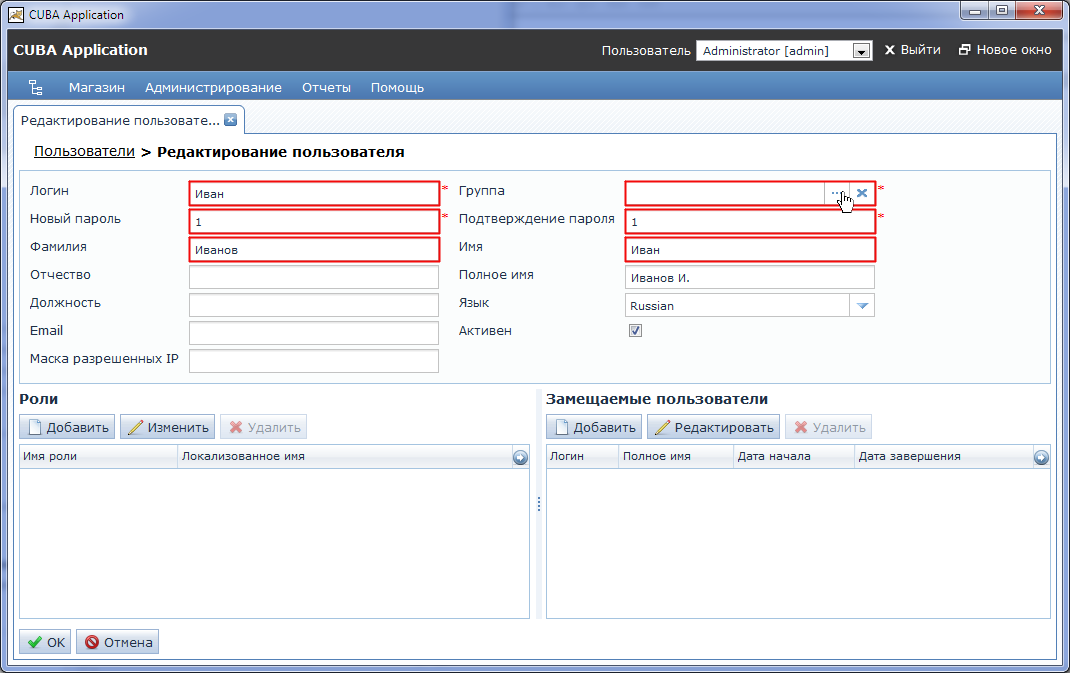 CUBA Application
CUBA Application Пользователь Administrator [admin] Выйти Новое окно
Магазин Администрирование Отчеты Помощь
Редактирование пользовате...
Пользователи > Редактирование пользователя
Логин Иван * Группа *
Новый пароль 1 * Подтверждение пароля 1 *
Фамилия Иванов Имя Иван
Отчество Полное имя Иванов И.
Должность Язык Russian
Email Активен
Маска разрешенных IP
Роли Замещаемые пользователи
Добавить Изменить Удалить Добавить Редактировать Удалить
Имя роли Локализованное имя Логин Полное имя Дата начала Дата завершения
OK Отмена